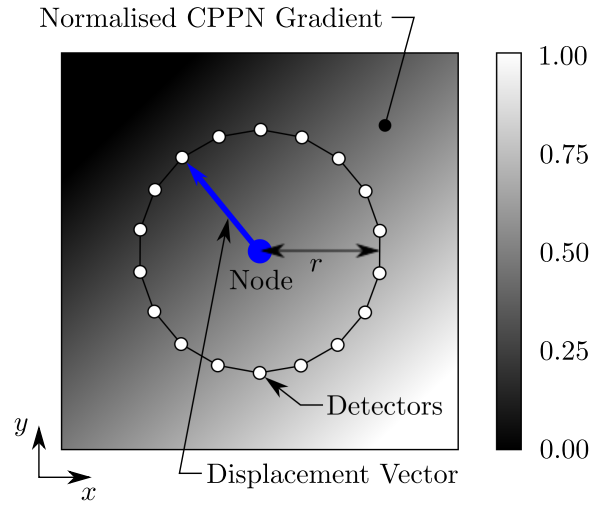 Normalised CPPN Gradient
1.00
0.75
0.50
0.25
0.00
r
Node
Detectors
Displacement Vector
y
x